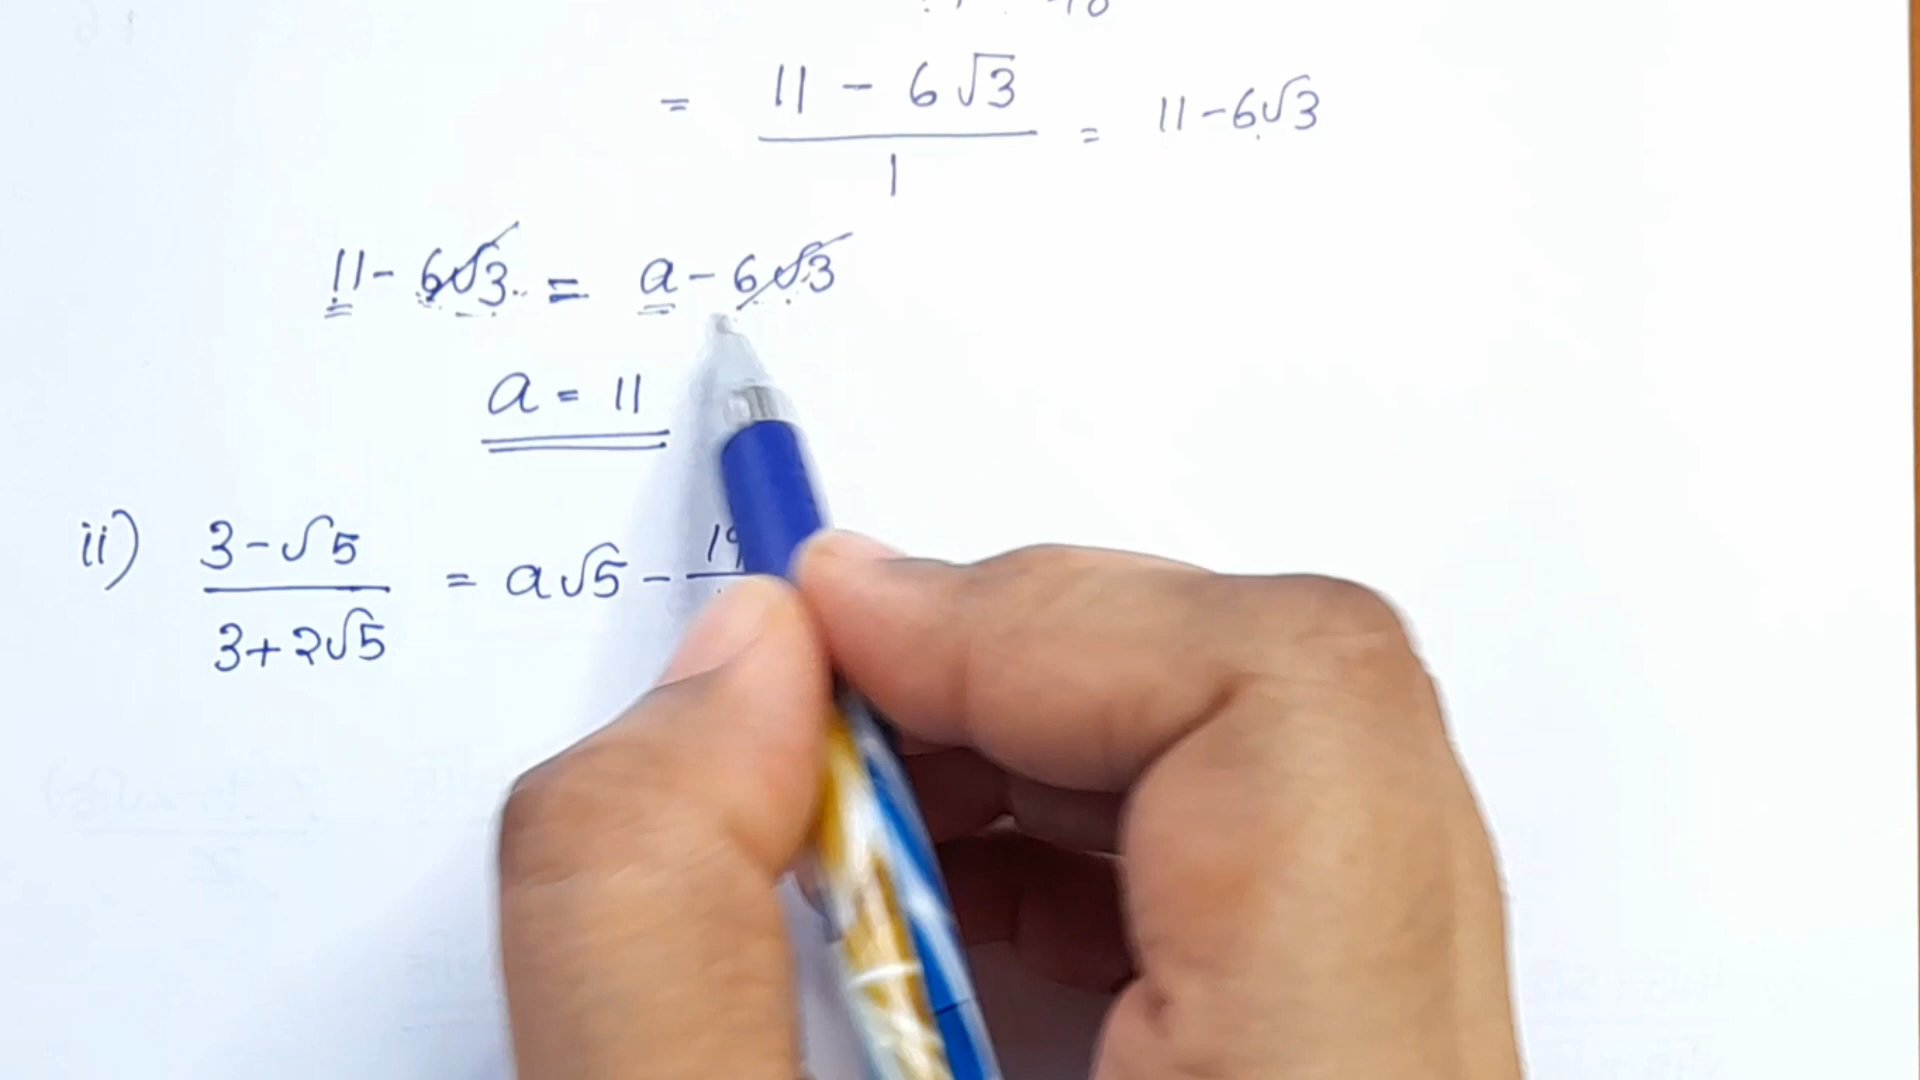 = 11 - 6√3 / 1 = 11 - 6√3
11 - 6√3 = a - 6√3
a = 11
ii) 3 - √5 / 3 + 2√5 = a√5 - 19